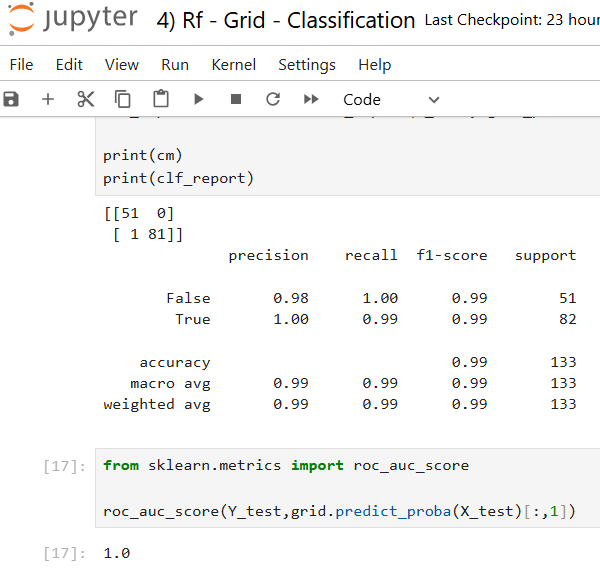 jupyter 4) Rf - Grid - Classification Last Checkpoint: 23 hour
File Edit View Run Kernel Settings Help
Code
print(cm)
print(clf_report)
[[51  0]
 [ 1 81]]
precision recall f1-score support
False 0.98 1.00 0.99 51
True 1.00 0.99 0.99 82
accuracy 0.99 133
macro avg 0.99 0.99 0.99 133
weighted avg 0.99 0.99 0.99 133
[17]: from sklearn.metrics import roc_auc_score
roc_auc_score(Y_test,grid.predict_proba(X_test)[:,1])
[17]: 1.0